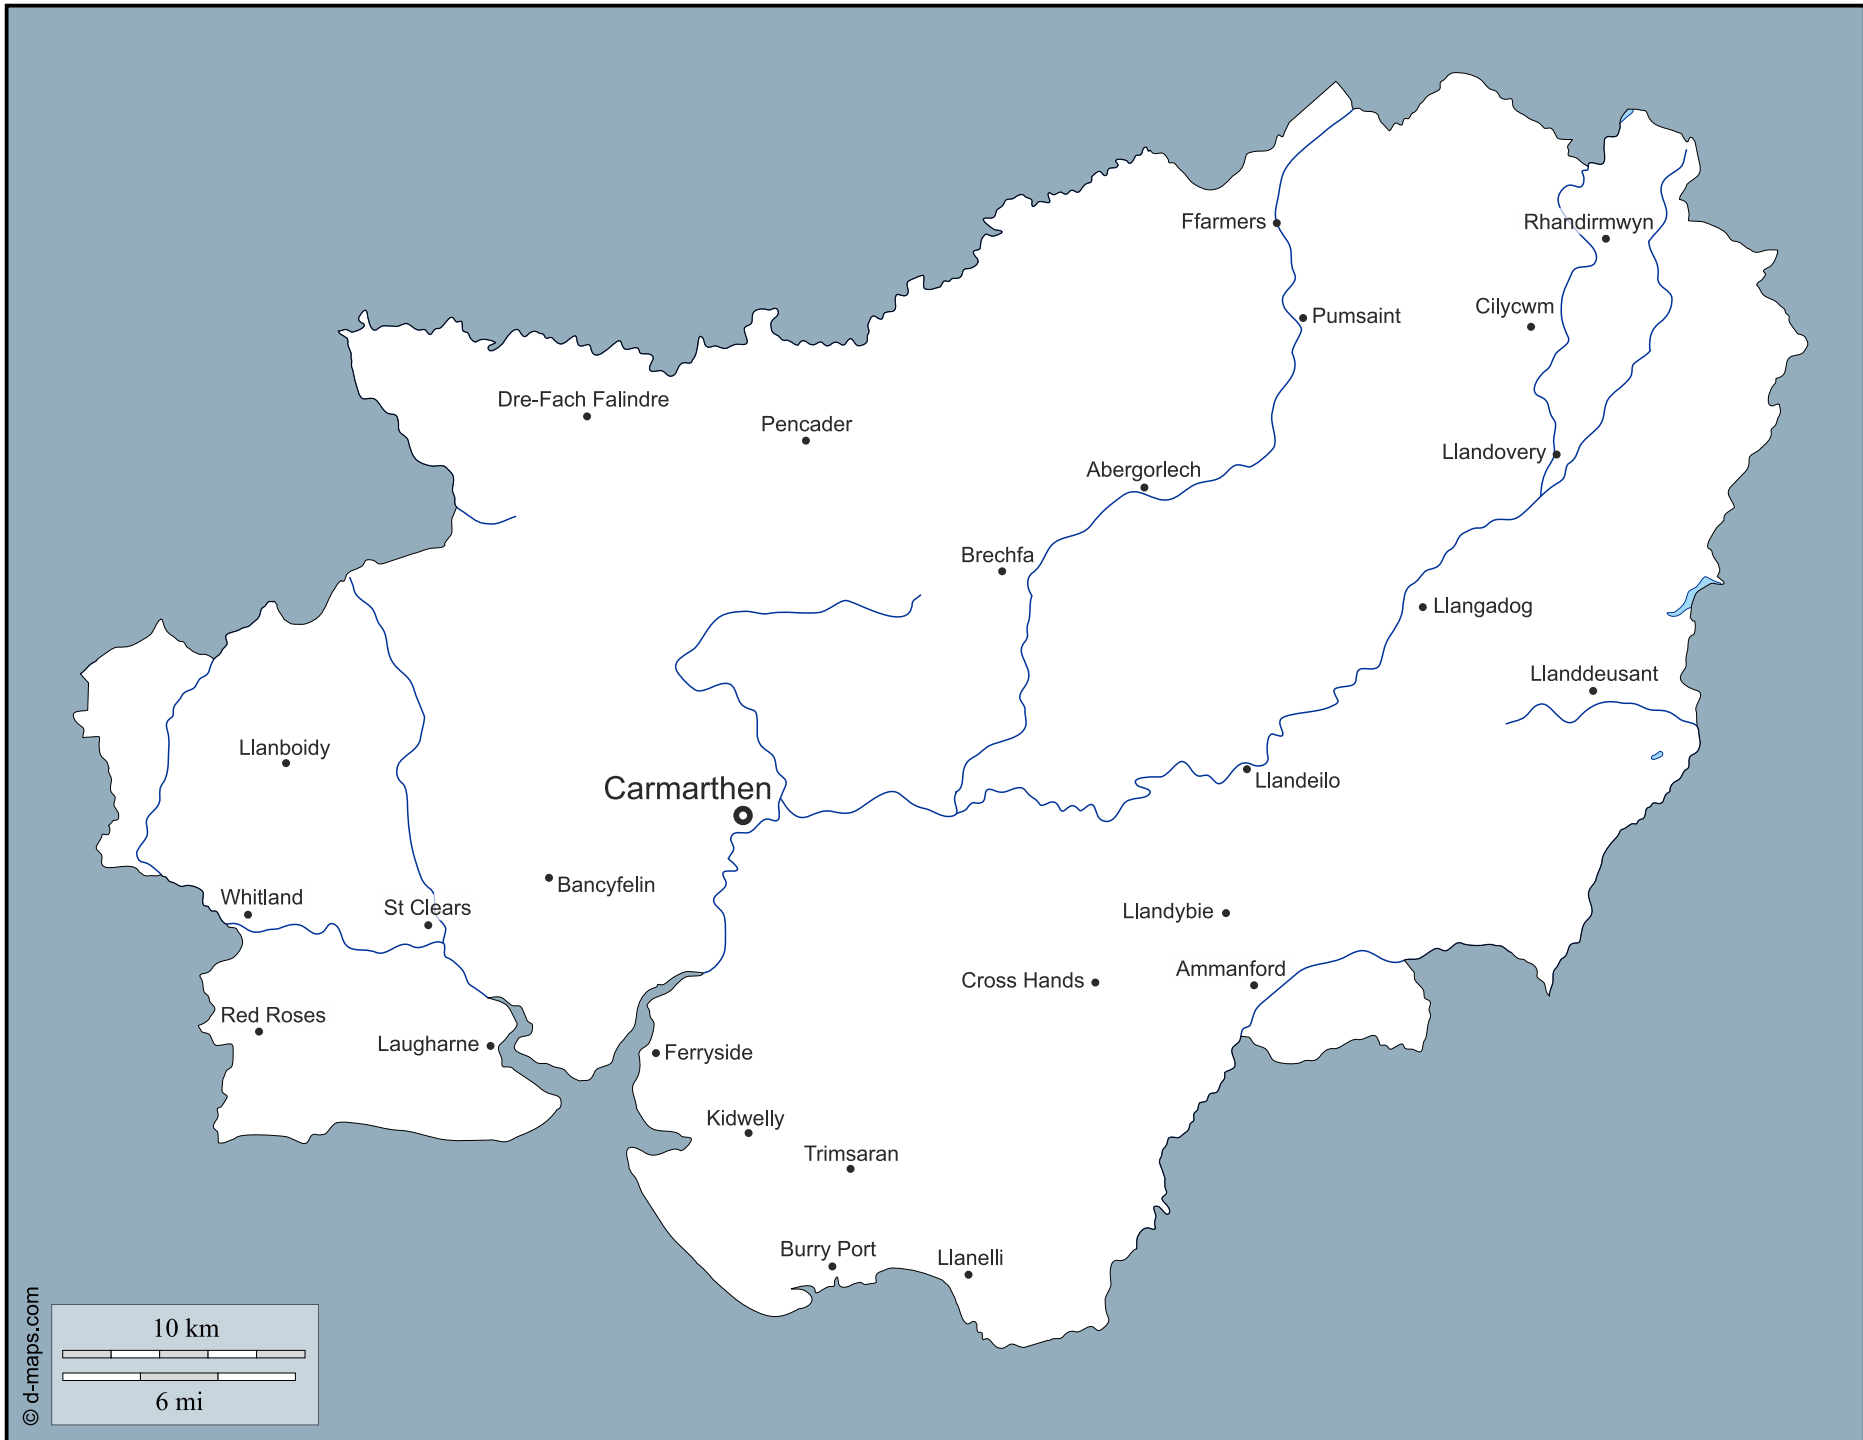 Ffarmers
Rhandirmwyn
Cilycwm
Pumsaint
Dre-Fach Falindre
Pencader
Llandovery
Abergorlech
Brechfa
Llangadog
Llanddeusant
Llanboidy
Llandeilo
Carmarthen
Bancyfelin
Whitland
St Clears
Llandybie
Ammanford
Cross Hands
Red Roses
Laugharne
Ferryside
Kidwelly
Trimsaran
Burry Port
Llanelli
10 km
6 mi
© d-maps.com